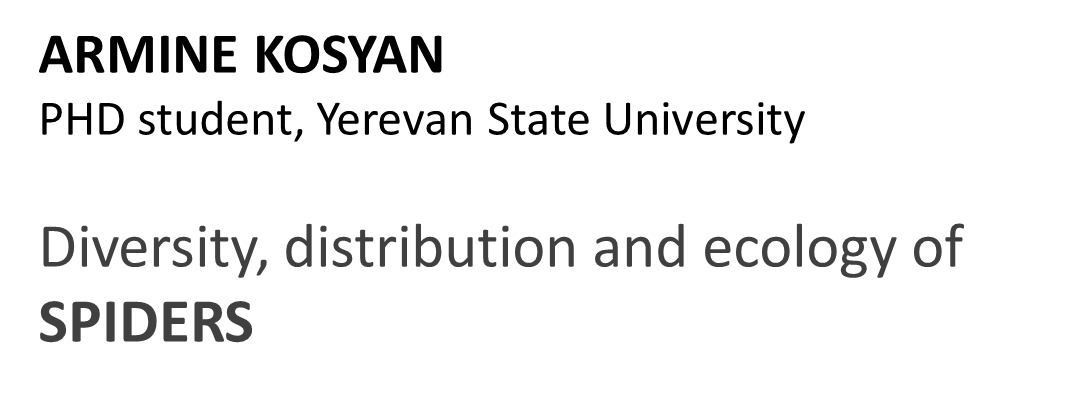 ARMINE KOSYAN
PHD student, Yerevan State University
Diversity, distribution and ecology of
SPIDERS